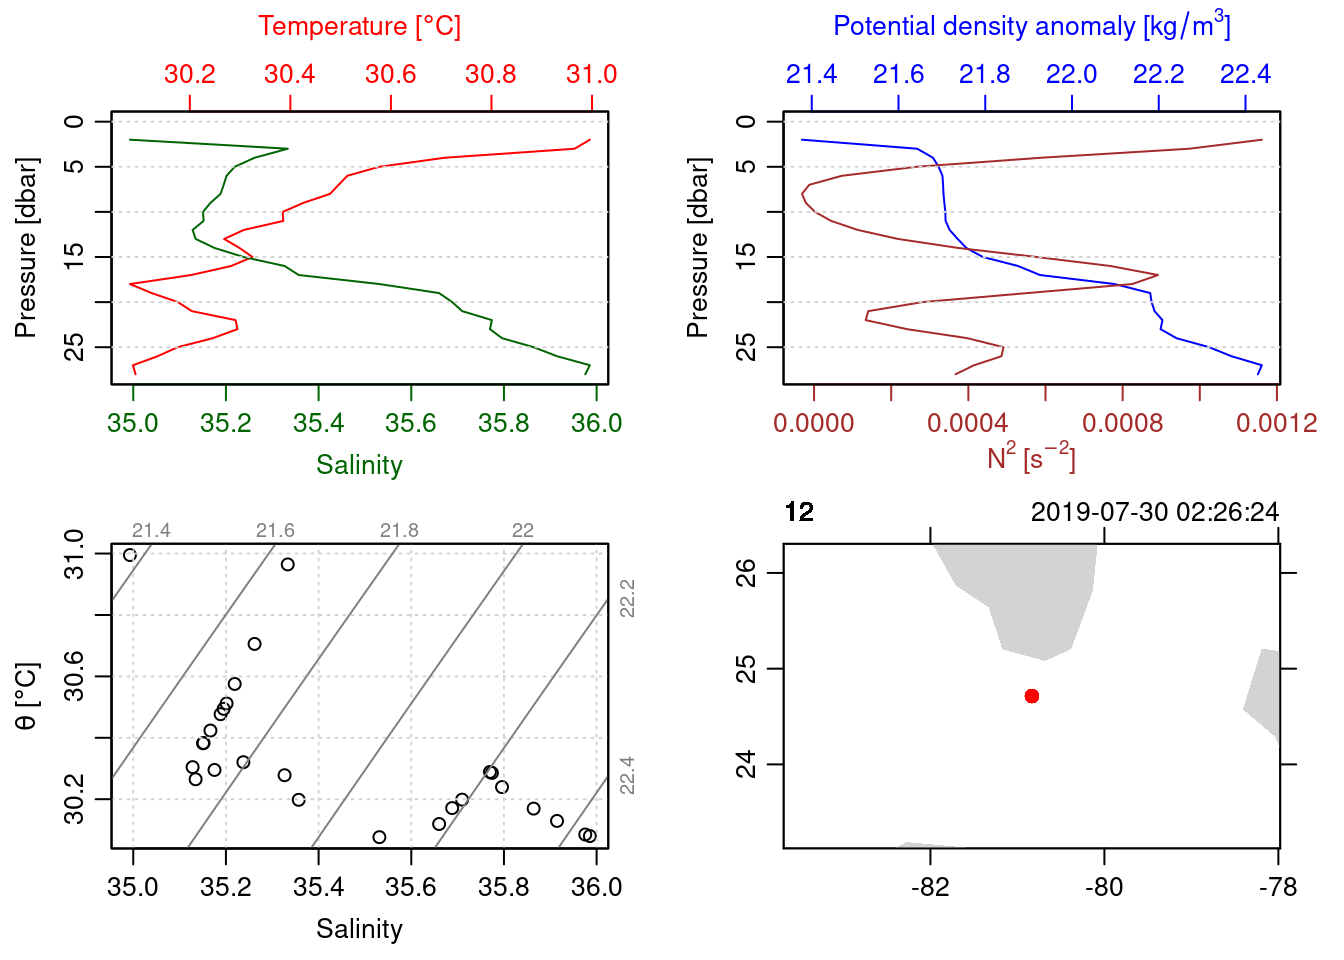 Temperature [°C]
30.2 30.4 30.6 30.8 31.0
0
5
15
25
Pressure [dbar]
35.0 35.2 35.4 35.6 35.8 36.0
Salinity
Potential density anomaly [kg/m³]
21.4 21.6 21.8 22.0 22.2 22.4
0
5
15
25
Pressure [dbar]
0.0000 0.0004 0.0008 0.0012
N² [s⁻²]
21.4 21.6 21.8 22
22.2
22.4
31.0
30.6
30.2
θ [°C]
35.0 35.2 35.4 35.6 35.8 36.0
Salinity
12 2019-07-30 02:26:24
26
25
24
-82 -80 -78